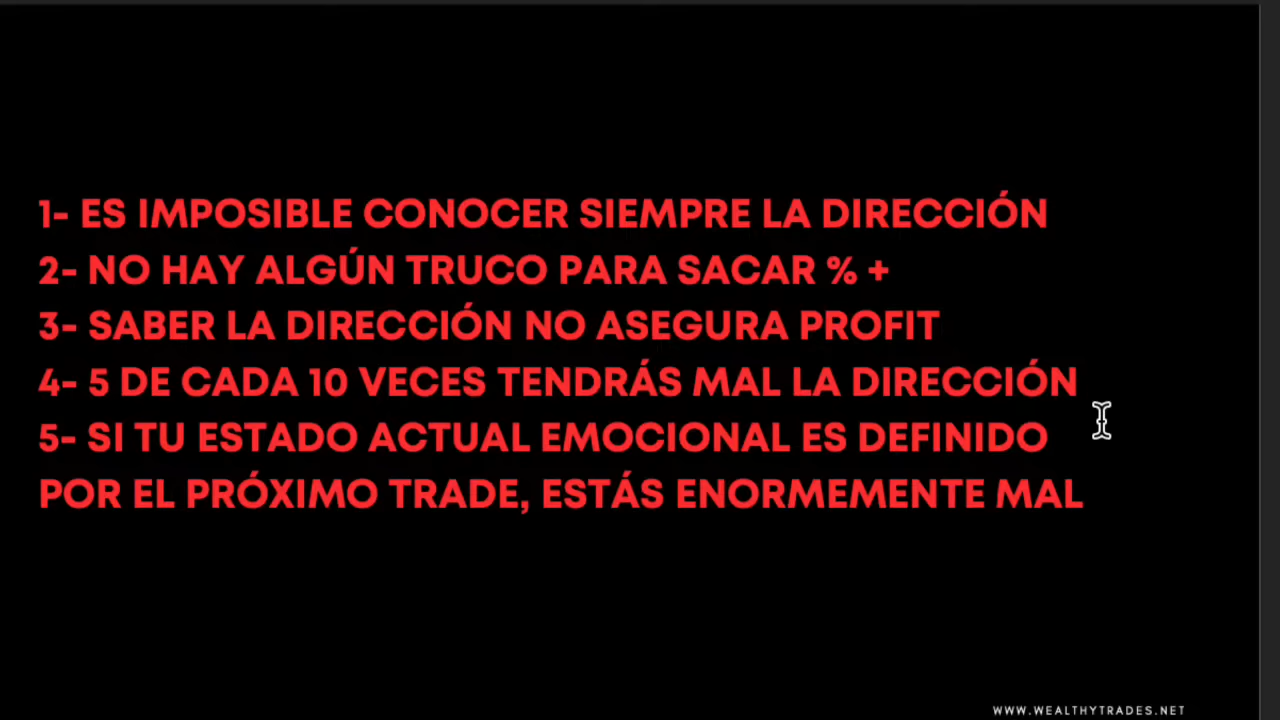 1- ES IMPOSIBLE CONOCER SIEMPRE LA DIRECCIÓN
2- NO HAY ALGÚN TRUCO PARA SACAR % +
3- SABER LA DIRECCIÓN NO ASEGURA PROFIT
4- 5 DE CADA 10 VECES TENDRÁS MAL LA DIRECCIÓN
5- SI TU ESTADO ACTUAL EMOCIONAL ES DEFINIDO
POR EL PRÓXIMO TRADE, ESTÁS ENORMEMENTE MAL
WWW.WEALTHYTRADES.NET